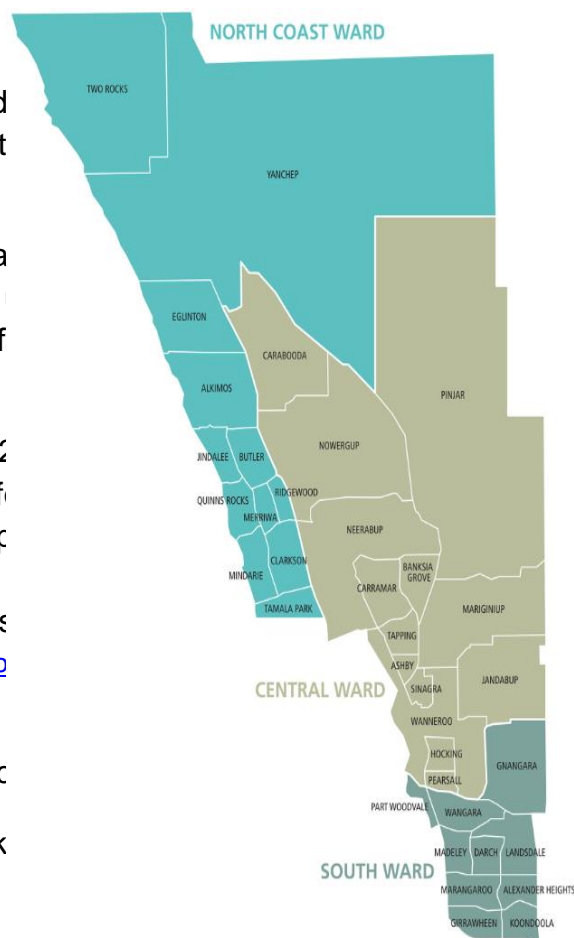 NORTH COAST WARD
TWO ROCKS
YANCHEP
EGLINTON
CARABOODA
ALKIMOS
PINJAR
NOWERGUP
JINDALEE
BUTLER
RIDGEWOOD
QUINNS ROCKS
MERRIWA
NEERABUP
CLARKSON
BANKSIA
GROVE
MINDARIE
CARRAMAR
TAMALA PARK
MARIGINIUP
TAPPING
ASHBY
JANDABUP
CENTRAL WARD
SINAGRA
WANNEROO
HOCKING
GNANGARA
PEARSALL
PART WOODVALE
WANGARA
MADELEY
DARCH
LANDSDALE
SOUTH WARD
MARANGAROO
ALEXANDER HEIGHTS
GIRRAWHEEN
KOONDOOLA